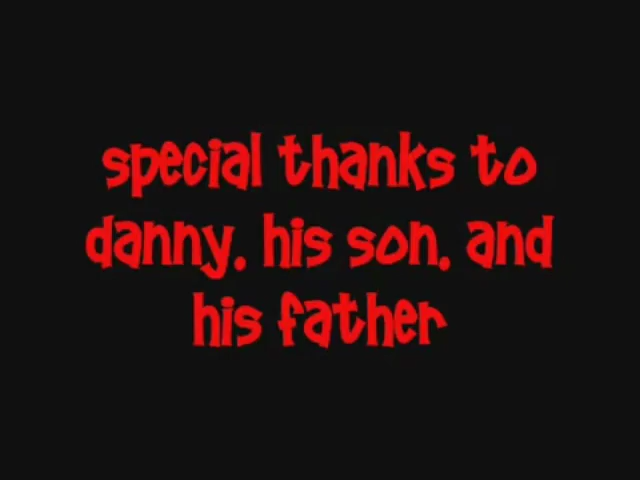 special thanks to
danny, his son, and
his father